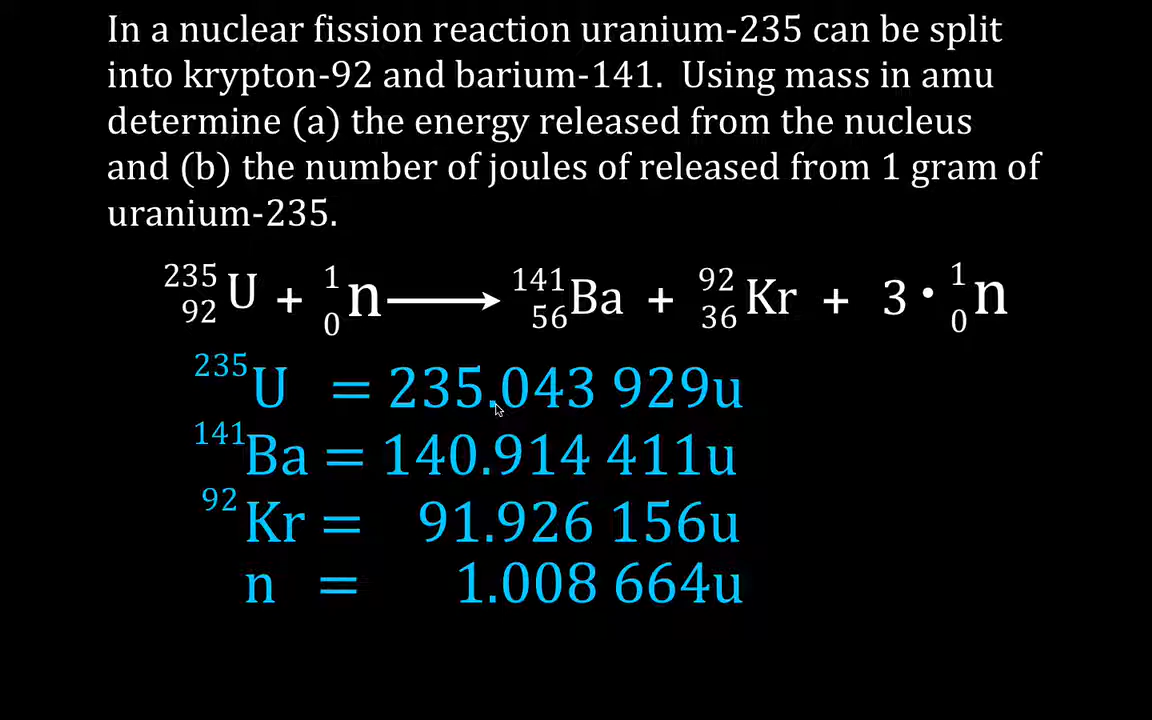 In a nuclear fission reaction uranium-235 can be split
into krypton-92 and barium-141. Using mass in amu
determine (a) the energy released from the nucleus
and (b) the number of joules of released from 1 gram of
uranium-235.
²³⁵₉₂U + ¹₀n ⟶ ¹⁴¹₅₆Ba + ⁹²₃₆Kr + 3 · ¹₀n
²³⁵U = 235.043 929u
¹⁴¹Ba = 140.914 411u
⁹²Kr = 91.926 156u
n = 1.008 664u